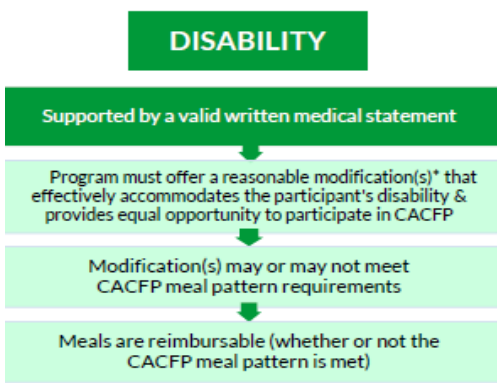 DISABILITY
Supported by a valid written medical statement
Program must offer a reasonable modification(s)* that
effectively accommodates the participant's disability &
provides equal opportunity to participate in CACFP
Modification(s) may or may not meet
CACFP meal pattern requirements
Meals are reimbursable (whether or not the
CACFP meal pattern is met)